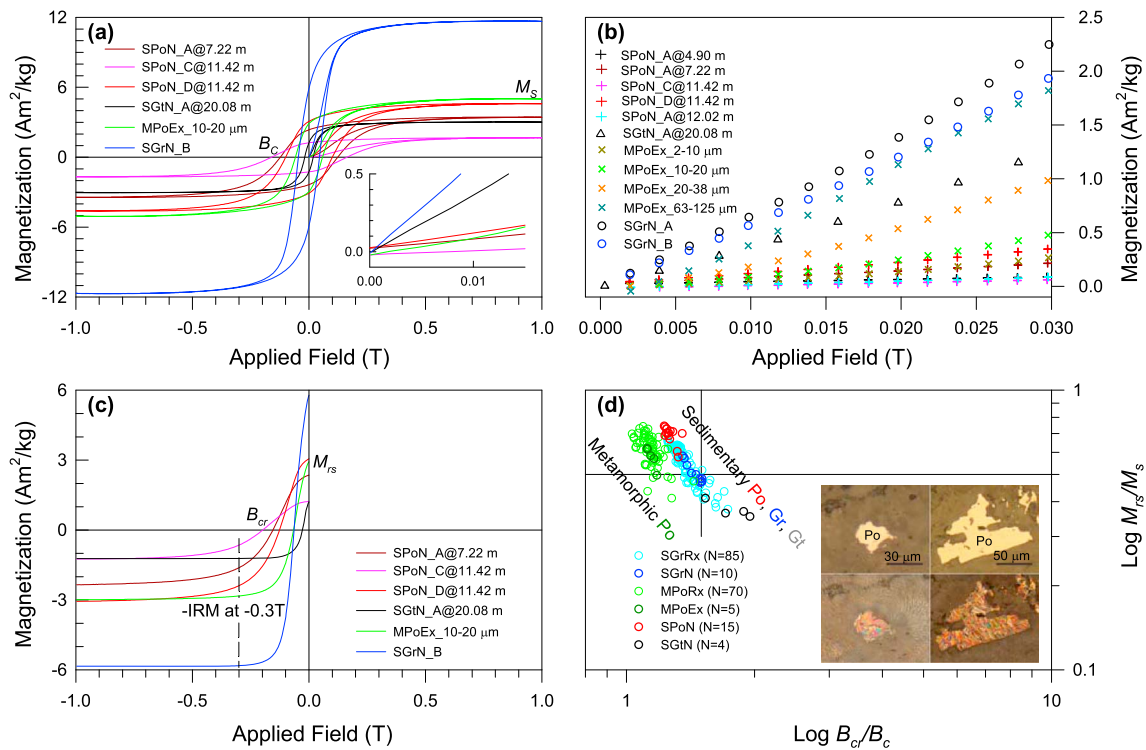 (a)
SPoN_A@7.22 m
SPoN_C@11.42 m
SPoN_D@11.42 m
SGtN_A@20.08 m
MPoEx_10-20 µm
SGrN_B
M_S
B_C
12
6
0
-6
-12
Magnetization (Am²/kg)
0.5
0.0
0.00
0.01
-1.0
-0.5
0.0
0.5
1.0
Applied Field (T)
(b)
SPoN_A@4.90 m
SPoN_A@7.22 m
SPoN_C@11.42 m
SPoN_D@11.42 m
SPoN_A@12.02 m
SGtN_A@20.08 m
MPoEx_2-10 µm
MPoEx_10-20 µm
MPoEx_20-38 µm
MPoEx_63-125 µm
SGrN_A
SGrN_B
2.5
2.0
1.5
1.0
0.5
0.0
Magnetization (Am²/kg)
0.000
0.005
0.010
0.015
0.020
0.025
0.030
Applied Field (T)
(c)
M_rs
B_cr
-IRM at -0.3T
SPoN_A@7.22 m
SPoN_C@11.42 m
SPoN_D@11.42 m
SGtN_A@20.08 m
MPoEx_10-20 µm
SGrN_B
6
3
0
-3
-6
Magnetization (Am²/kg)
-1.0
-0.5
0.0
0.5
1.0
Applied Field (T)
(d)
Sedimentary Po, Gr, Gt
Metamorphic Po
SGrRx (N=85)
SGrN (N=10)
MPoRx (N=70)
MPoEx (N=5)
SPoN (N=15)
SGtN (N=4)
Po
30 µm
Po
50 µm
1
0.1
Log M_rs/M_s
1
10
Log B_cr/B_c